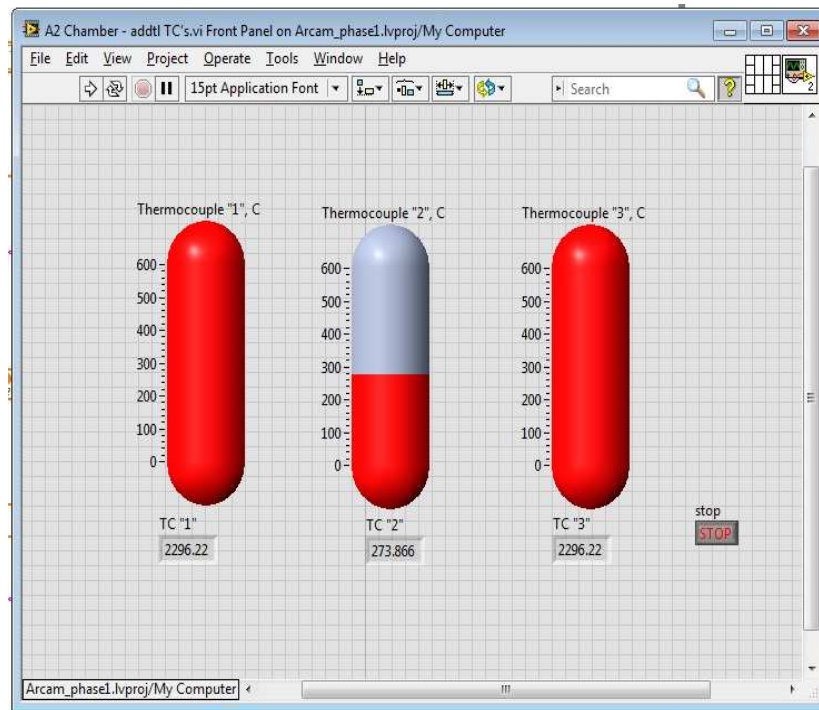 A2 Chamber - addtl TC's.vi Front Panel on Arcam_phase1.lvproj/My Computer
File Edit View Project Operate Tools Window Help
15pt Application Font Search ? 2
Thermocouple "1", C Thermocouple "2", C Thermocouple "3", C
600 600 600
500 500 500
400 400 400
300 300 300
200 200 200
100 100 100
0 0 0
TC "1" TC "2" TC "3" stop
2296.22 273.866 2296.22 STOP
Arcam_phase1.lvproj/My Computer